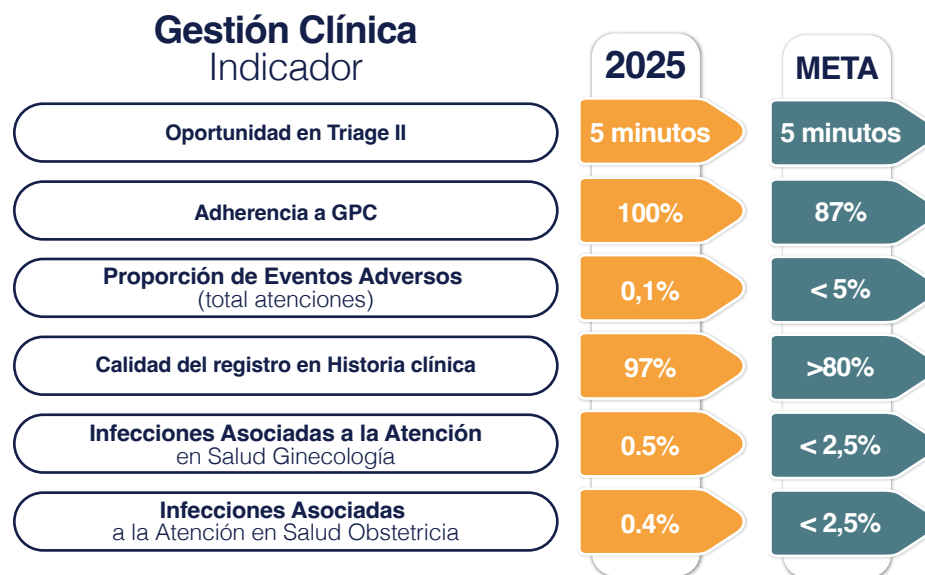 Gestión Clínica
Indicador
2025
META
Oportunidad en Triage II
5 minutos
5 minutos
Adherencia a GPC
100%
87%
Proporción de Eventos Adversos
(total atenciones)
0,1%
< 5%
Calidad del registro en Historia clínica
97%
>80%
Infecciones Asociadas a la Atención
en Salud Ginecología
0.5%
< 2,5%
Infecciones Asociadas
a la Atención en Salud Obstetricia
0.4%
< 2,5%